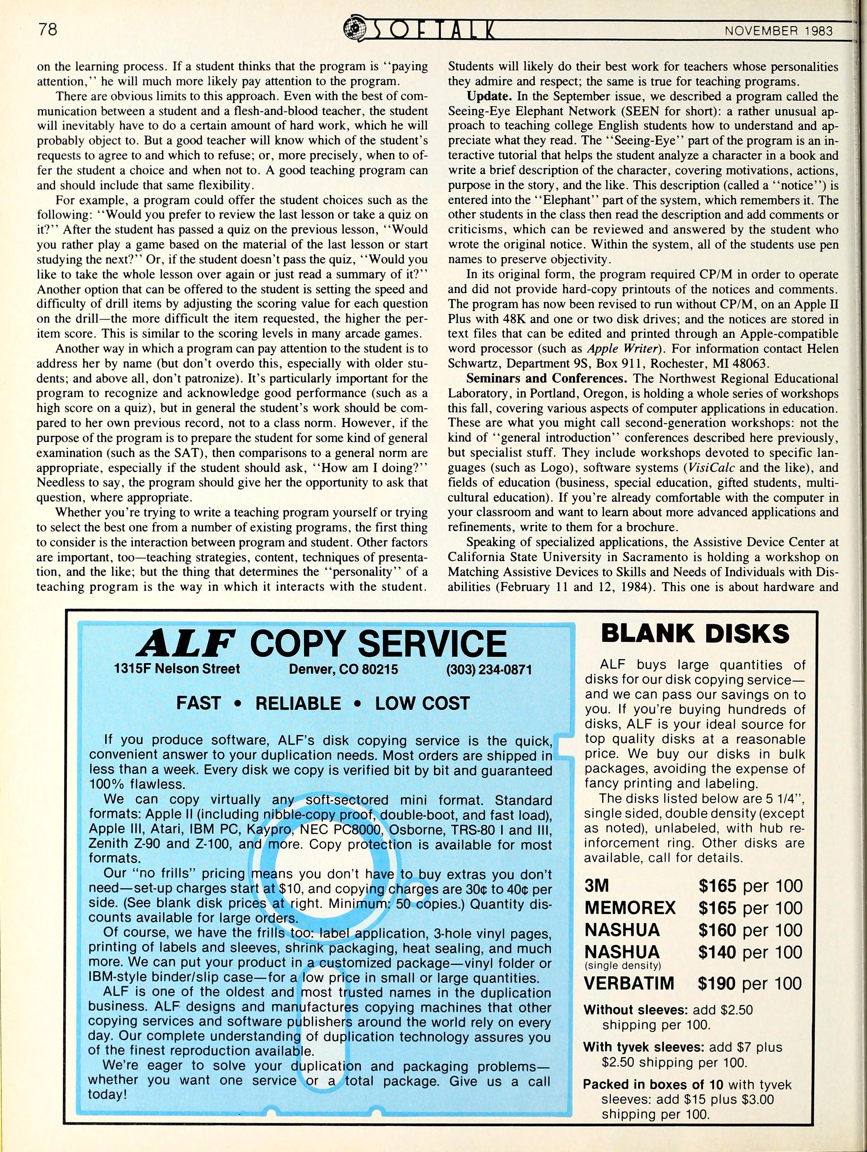 78
SOFTALK
NOVEMBER 1983
on the learning process. If a student thinks that the program is "paying
attention," he will much more likely pay attention to the program.
There are obvious limits to this approach. Even with the best of com-
munication between a student and a flesh-and-blood teacher, the student
will inevitably have to do a certain amount of hard work, which he will
probably object to. But a good teacher will know which of the student's
requests to agree to and which to refuse; or, more precisely, when to of-
fer the student a choice and when not to. A good teaching program can
and should include that same flexibility.
For example, a program could offer the student choices such as the
following: "Would you prefer to review the last lesson or take a quiz on
it?" After the student has passed a quiz on the previous lesson, "Would
you rather play a game based on the material of the last lesson or start
studying the next?" Or, if the student doesn't pass the quiz, "Would you
like to take the whole lesson over again or just read a summary of it?"
Another option that can be offered to the student is setting the speed and
difficulty of drill items by adjusting the scoring value for each question
on the drill—the more difficult the item requested, the higher the per-
item score. This is similar to the scoring levels in many arcade games.
Another way in which a program can pay attention to the student is to
address her by name (but don't overdo this, especially with older stu-
dents; and above all, don't patronize). It's particularly important for the
program to recognize and acknowledge good performance (such as a
high score on a quiz), but in general the student's work should be com-
pared to her own previous record, not to a class norm. However, if the
purpose of the program is to prepare the student for some kind of general
examination (such as the SAT), then comparisons to a general norm are
appropriate, especially if the student should ask, "How am I doing?"
Needless to say, the program should give her the opportunity to ask that
question, where appropriate.
Whether you're trying to write a teaching program yourself or trying
to select the best one from a number of existing programs, the first thing
to consider is the interaction between program and student. Other factors
are important, too—teaching strategies, content, techniques of presenta-
tion, and the like; but the thing that determines the "personality" of a
teaching program is the way in which it interacts with the student.
Students will likely do their best work for teachers whose personalities
they admire and respect; the same is true for teaching programs.
Update. In the September issue, we described a program called the
Seeing-Eye Elephant Network (SEEN for short): a rather unusual ap-
proach to teaching college English students how to understand and ap-
preciate what they read. The "Seeing-Eye" part of the program is an in-
teractive tutorial that helps the student analyze a character in a book and
write a brief description of the character, covering motivations, actions,
purpose in the story, and the like. This description (called a "notice") is
entered into the "Elephant" part of the system, which remembers it. The
other students in the class then read the description and add comments or
criticisms, which can be reviewed and answered by the student who
wrote the original notice. Within the system, all of the students use pen
names to preserve objectivity.
In its original form, the program required CP/M in order to operate
and did not provide hard-copy printouts of the notices and comments.
The program has now been revised to run without CP/M, on an Apple II
Plus with 48K and one or two disk drives; and the notices are stored in
text files that can be edited and printed through an Apple-compatible
word processor (such as Apple Writer). For information contact Helen
Schwartz, Department 9S, Box 911, Rochester, MI 48063.
Seminars and Conferences. The Northwest Regional Educational
Laboratory, in Portland, Oregon, is holding a whole series of workshops
this fall, covering various aspects of computer applications in education.
These are what you might call second-generation workshops: not the
kind of "general introduction" conferences described here previously,
but specialist stuff. They include workshops devoted to specific lan-
guages (such as Logo), software systems (VisiCalc and the like), and
fields of education (business, special education, gifted students, multi-
cultural education). If you're already comfortable with the computer in
your classroom and want to learn about more advanced applications and
refinements, write to them for a brochure.
Speaking of specialized applications, the Assistive Device Center at
California State University in Sacramento is holding a workshop on
Matching Assistive Devices to Skills and Needs of Individuals with Dis-
abilities (February 11 and 12, 1984). This one is about hardware and
ALF COPY SERVICE
1315F Nelson Street Denver, CO 80215 (303) 234-0871
FAST • RELIABLE • LOW COST
If you produce software, ALF's disk copying service is the quick,
convenient answer to your duplication needs. Most orders are shipped in
less than a week. Every disk we copy is verified bit by bit and guaranteed
100% flawless.
We can copy virtually any soft-sectored mini format. Standard
formats: Apple II (including nibble-copy proof, double-boot, and fast load),
Apple III, Atari, IBM PC, Kaypro, NEC PC8000, Osborne, TRS-80 I and III,
Zenith Z-90 and Z-100, and more. Copy protection is available for most
formats.
Our "no frills" pricing means you don't have to buy extras you don't
need—set-up charges start at $10, and copying charges are 30¢ to 40¢ per
side. (See blank disk prices at right. Minimum: 50 copies.) Quantity dis-
counts available for large orders.
Of course, we have the frills too: label application, 3-hole vinyl pages,
printing of labels and sleeves, shrink packaging, heat sealing, and much
more. We can put your product in a customized package—vinyl folder or
IBM-style binder/slip case—for a low price in small or large quantities.
ALF is one of the oldest and most trusted names in the duplication
business. ALF designs and manufactures copying machines that other
copying services and software publishers around the world rely on every
day. Our complete understanding of duplication technology assures you
of the finest reproduction available.
We're eager to solve your duplication and packaging problems—
whether you want one service or a total package. Give us a call
today!
BLANK DISKS
ALF buys large quantities of
disks for our disk copying service—
and we can pass our savings on to
you. If you're buying hundreds of
disks, ALF is your ideal source for
top quality disks at a reasonable
price. We buy our disks in bulk
packages, avoiding the expense of
fancy printing and labeling.
The disks listed below are 5 1/4",
single sided, double density (except
as noted), unlabeled, with hub re-
inforcement ring. Other disks are
available, call for details.
3M $165 per 100
MEMOREX $165 per 100
NASHUA $160 per 100
NASHUA $140 per 100
(single density)
VERBATIM $190 per 100
Without sleeves: add $2.50
shipping per 100.
With tyvek sleeves: add $7 plus
$2.50 shipping per 100.
Packed in boxes of 10 with tyvek
sleeves: add $15 plus $3.00
shipping per 100.